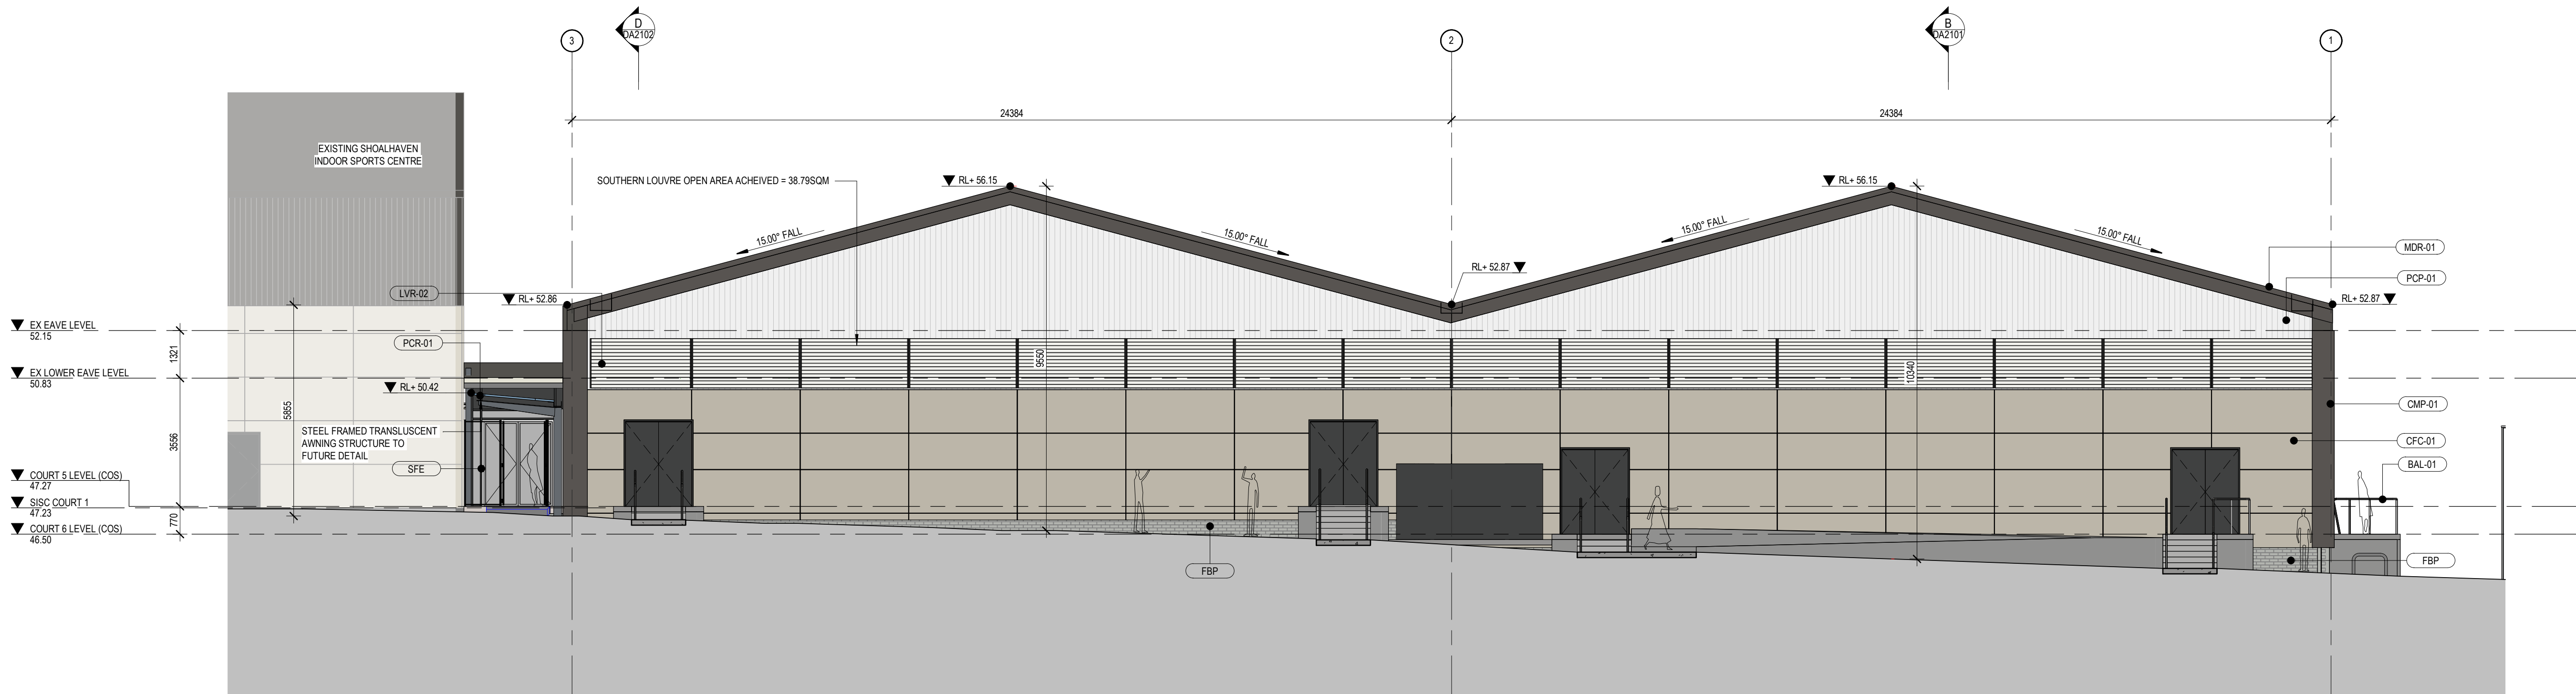 3
D
DA2102
2
B
DA2101
1
24384
24384
EXISTING SHOALHAVEN
INDOOR SPORTS CENTRE
SOUTHERN LOUVRE OPEN AREA ACHEIVED = 38.79SQM
RL+ 56.15
RL+ 56.15
15.00° FALL
15.00° FALL
15.00° FALL
15.00° FALL
MDR-01
PCP-01
RL+ 52.87
LVR-02
RL+ 52.86
RL+ 52.87
EX EAVE LEVEL
52.15
1321
PCR-01
9550
10340
EX LOWER EAVE LEVEL
50.83
RL+ 50.42
CMP-01
5855
3556
STEEL FRAMED TRANSLUSCENT
AWNING STRUCTURE TO
FUTURE DETAIL
CFC-01
SFE
BAL-01
COURT 5 LEVEL (COS)
47.27
SISC COURT 1
47.23
770
COURT 6 LEVEL (COS)
46.50
FBP
FBP